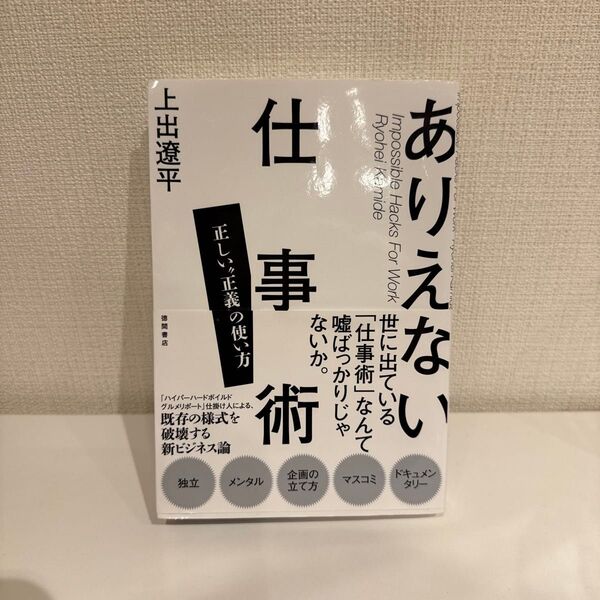 ありえない
仕事術
Impossible Hacks For Work
Ryohei Kamide
上出遼平
正しい“正義”の使い方
徳間書店
世に出ている
「仕事術」なんて
嘘ばっかりじゃ
ないか。
「ハイパーハードボイルド
グルメリポート」仕掛け人による、
既存の様式を
破壊する
新ビジネス論
独立
メンタル
企画の
立て方
マスコミ
ドキュメン
タリー